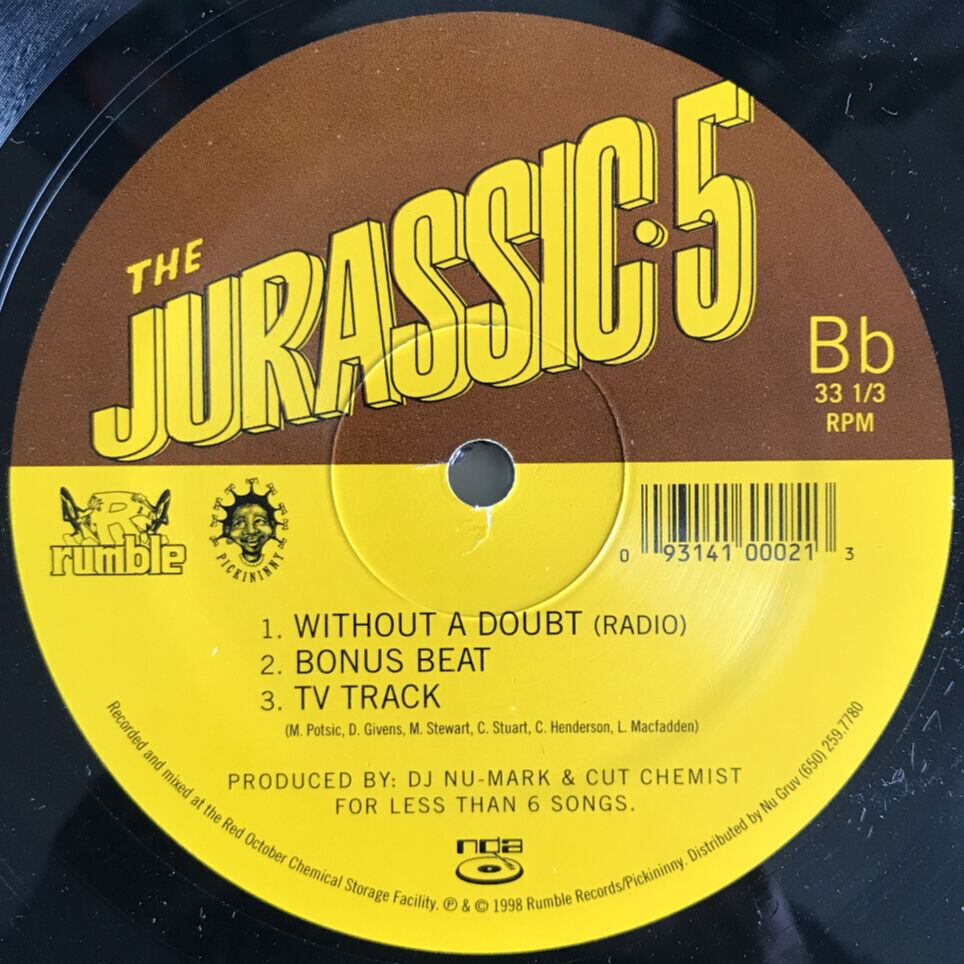 THE
JURASSIC·5
Bb
33 1/3
RPM
R
rumble
PICKININNY
0 93141 00021 3
1. WITHOUT A DOUBT (RADIO)
2. BONUS BEAT
3. TV TRACK
(M. Potsic, D. Givens, M. Stewart, C. Stuart, C. Henderson, L. Macfadden)
PRODUCED BY: DJ NU-MARK & CUT CHEMIST
FOR LESS THAN 6 SONGS.
nda
Recorded and mixed at the Red October Chemical Storage Facility. ℗ & © 1998 Rumble Records/Pickininny. Distributed by Nu Gruv (650) 259.7780